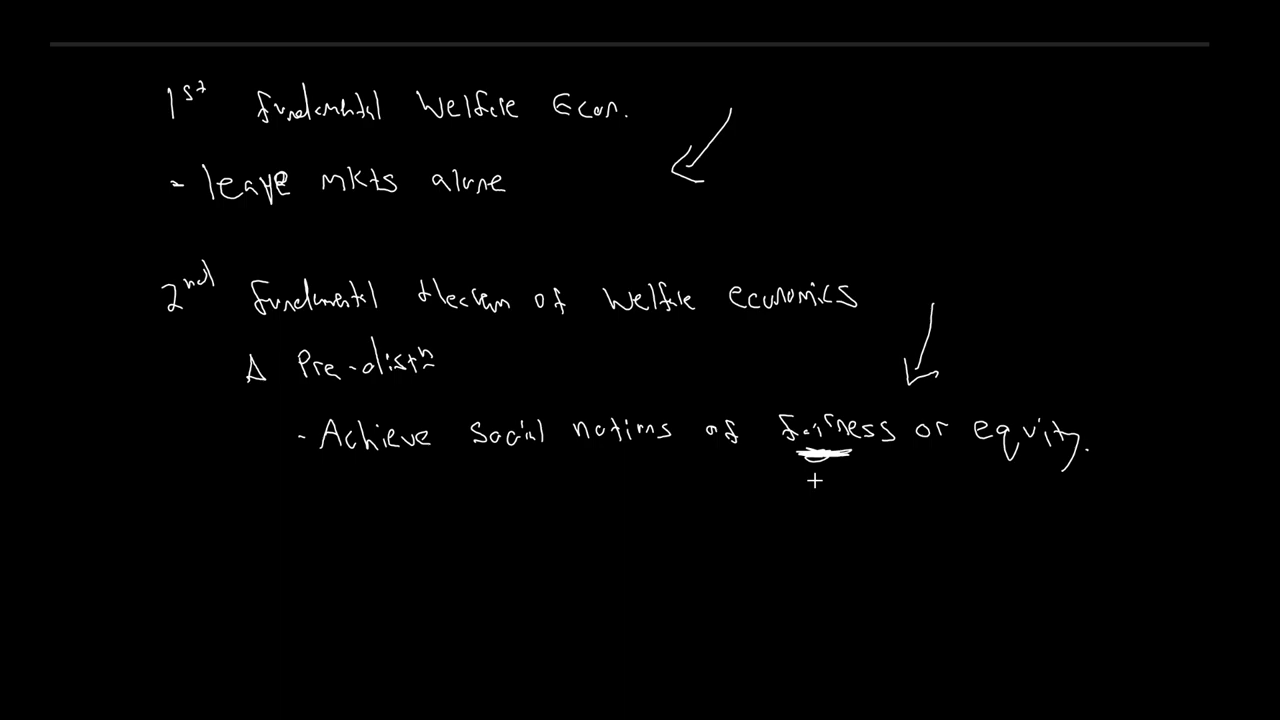 1st fundamental Welfare Econ.
- leave mkts alone
2nd fundamental theorem of welfare economics
Δ Pre-distn
- Achieve social notions of fairness or equity.